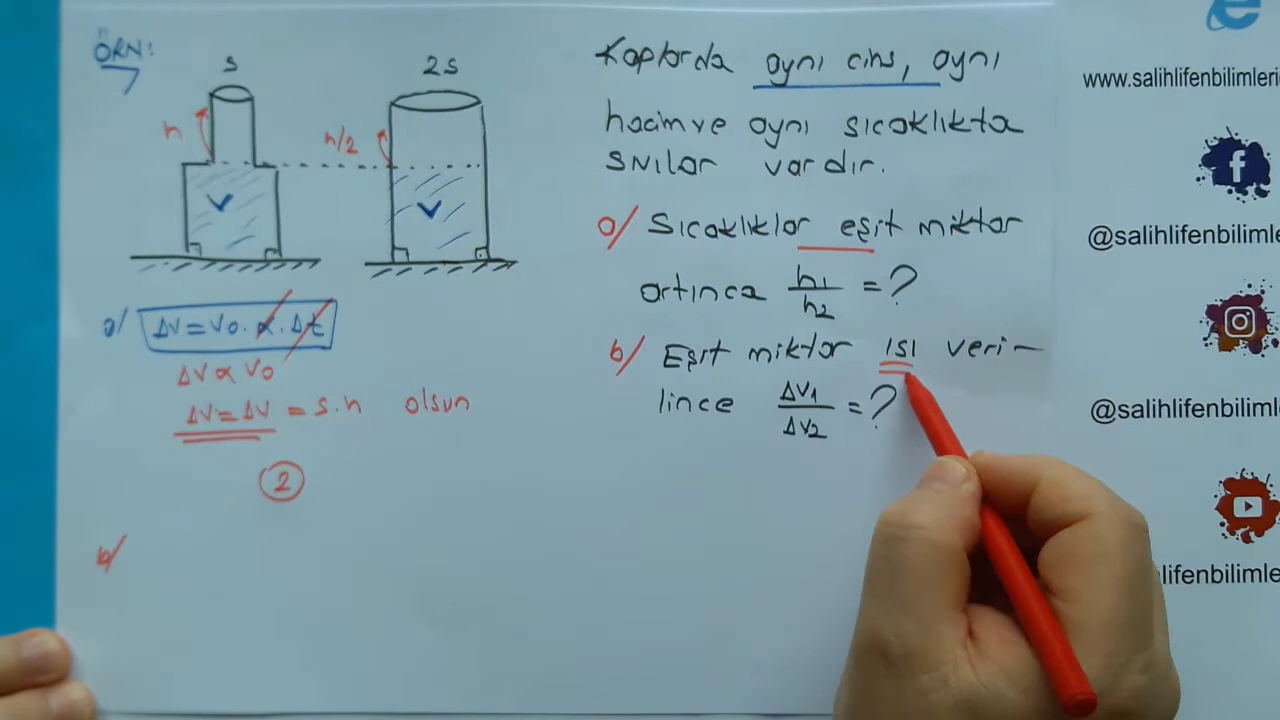 ÖRN:
S
2S
h
h/2
V
V
a/ ΔV = V0 . α . Δt
ΔV α V0
ΔV = ΔV = s.h olsun
2
b/
Kaplarda aynı cins, aynı
hacim ve aynı sıcaklıkta
sıvılar vardır.
a/ Sıcaklıklar eşit miktar
artınca h1/h2 = ?
b/ Eşit miktar ısı veri-
lince ΔV1/ΔV2 = ?
www.salihlifenbilimleri
@salihlifenbilimle
@salihlifenbilimle
lifenbilimle